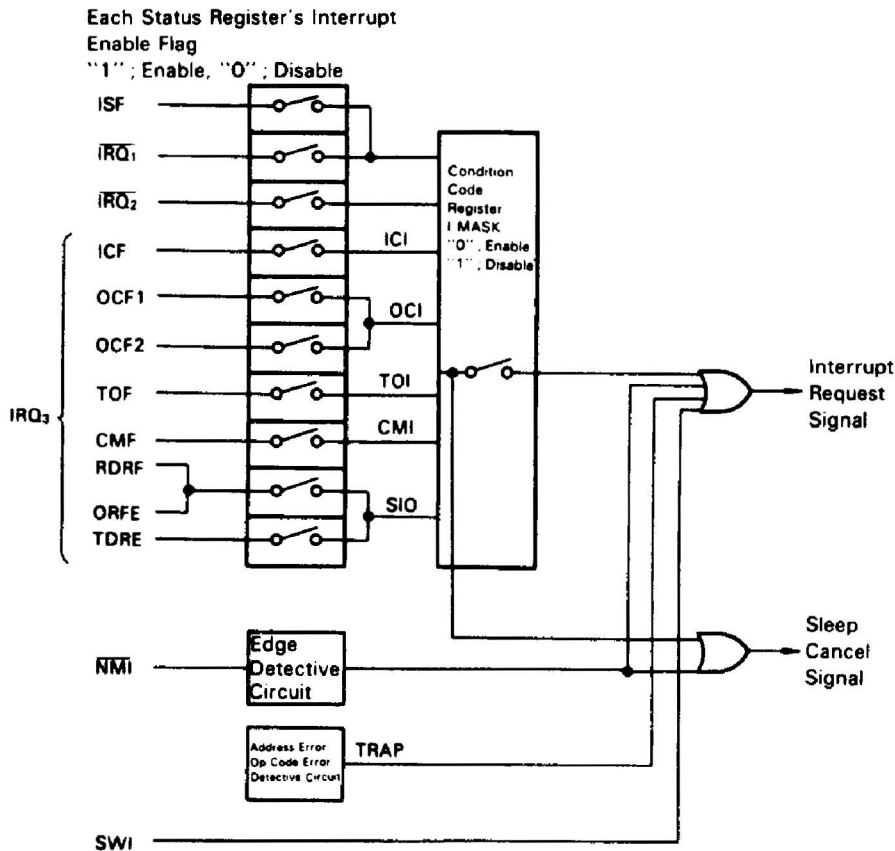 Each Status Register's Interrupt
Enable Flag
"1" ; Enable, "0" ; Disable
ISF
IRQ₁
IRQ₂
ICF
ICI
OCF1
OCI
OCF2
TOF
TOI
IRQ₃
CMF
CMI
RDRF
ORFE
SIO
TDRE
Condition
Code
Register
I MASK
"0" ; Enable
"1" ; Disable
Interrupt
Request
Signal
NMI
Edge
Detective
Circuit
Sleep
Cancel
Signal
Address Error
Op Code Error
Detective Circuit
TRAP
SWI